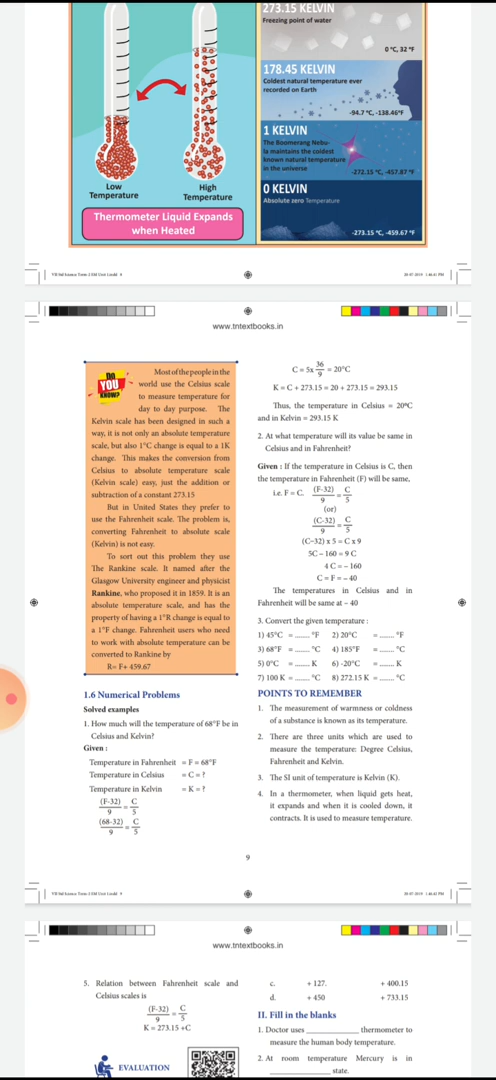 273.15 KELVIN
Freezing point of water
0 °C, 32 °F
178.45 KELVIN
Coldest natural temperature ever
recorded on Earth
-94.7 °C, -138.46°F
1 KELVIN
The Boomerang Nebu-
la maintains the coldest
known natural temperature
in the universe
-272.15 °C, -457.87 °F
0 KELVIN
Absolute zero Temperature
-273.15 °C, -459.67 °F
Low
Temperature
High
Temperature
Thermometer Liquid Expands
when Heated
www.tntextbooks.in
DO
YOU
KNOW?
Most of the people in the
world use the Celsius scale
to measure temperature for
day to day purpose. The
Kelvin scale has been designed in such a
way, it is not only an absolute temperature
scale, but also 1°C change is equal to a 1K
change. This makes the conversion from
Celsius to absolute temperature scale
(Kelvin scale) easy, just the addition or
subtraction of a constant 273.15
But in United States they prefer to
use the Fahrenheit scale. The problem is,
converting Fahrenheit to absolute scale
(Kelvin) is not easy.
To sort out this problem they use
The Rankine scale. It named after the
Glasgow University engineer and physicist
Rankine, who proposed it in 1859. It is an
absolute temperature scale, and has the
property of having a 1°R change is equal to
a 1°F change. Fahrenheit users who need
to work with absolute temperature can be
converted to Rankine by
R= F+ 459.67
1.6 Numerical Problems
Solved examples
1. How much will the temperature of 68°F be in
Celsius and Kelvin?
Given :
Temperature in Fahrenheit = F = 68°F
Temperature in Celsius = C = ?
Temperature in Kelvin = K = ?
(F-32)/9 = C/5
(68-32)/9 = C/5
C = 5x 36/9 = 20°C
K = C + 273.15 = 20 + 273.15 = 293.15
Thus, the temperature in Celsius = 20°C
and in Kelvin = 293.15 K
2. At what temperature will its value be same in
Celsius and in Fahrenheit?
Given : If the temperature in Celsius is C, then
the temperature in Fahrenheit (F) will be same,
i.e. F = C. (F-32)/9 = C/5
(or)
(C-32)/9 = C/5
(C−32) x 5 = C x 9
5C − 160 = 9 C
4 C = − 160
C = F = − 40
The temperatures in Celsius and in
Fahrenheit will be same at − 40
3. Convert the given temperature :
1) 45°C = ........ °F 2) 20°C = ........ °F
3) 68°F = ........ °C 4) 185°F = ........ °C
5) 0°C = ........ K 6) -20°C = ........ K
7) 100 K = ........ °C 8) 272.15 K = ........ °C
POINTS TO REMEMBER
1. The measurement of warmness or coldness
of a substance is known as its temperature.
2. There are three units which are used to
measure the temperature: Degree Celsius,
Fahrenheit and Kelvin.
3. The SI unit of temperature is Kelvin (K).
4. In a thermometer, when liquid gets heat,
it expands and when it is cooled down, it
contracts. It is used to measure temperature.
9
www.tntextbooks.in
5. Relation between Fahrenheit scale and
Celsius scales is
(F-32)/9 = C/5
K = 273.15 +C
EVALUATION
c. + 127. + 400.15
d. + 450 + 733.15
II. Fill in the blanks
1. Doctor uses ____________ thermometer to
measure the human body temperature.
2. At room temperature Mercury is in
______________ state.